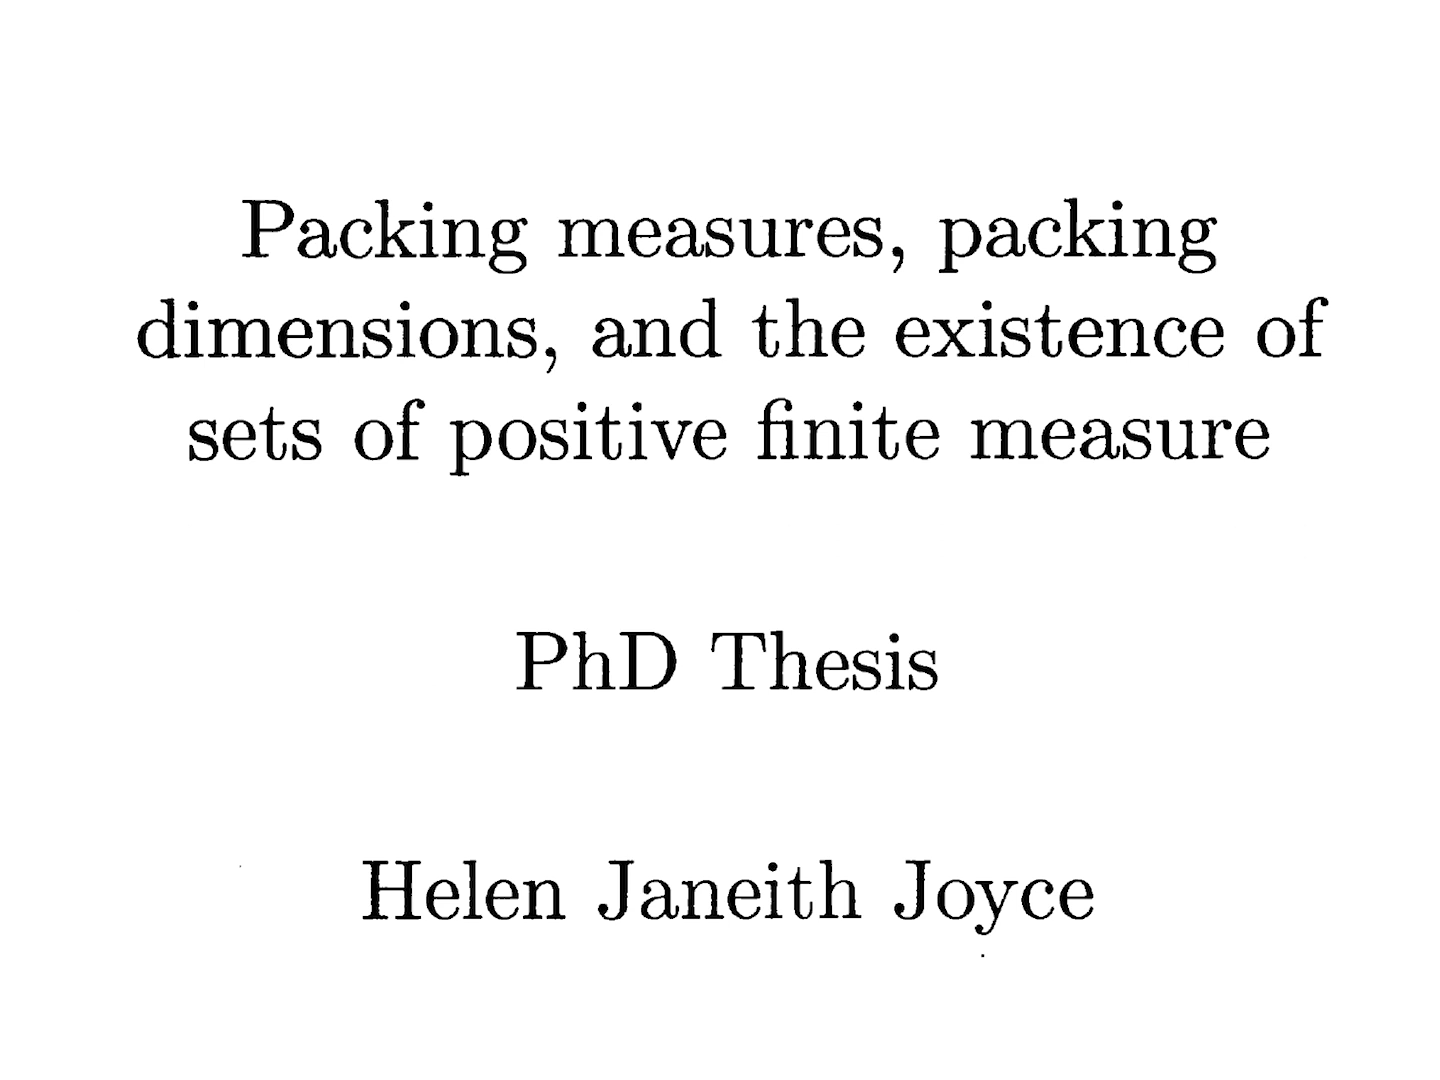 Packing measures, packing
dimensions, and the existence of
sets of positive finite measure
PhD Thesis
Helen Janeith Joyce